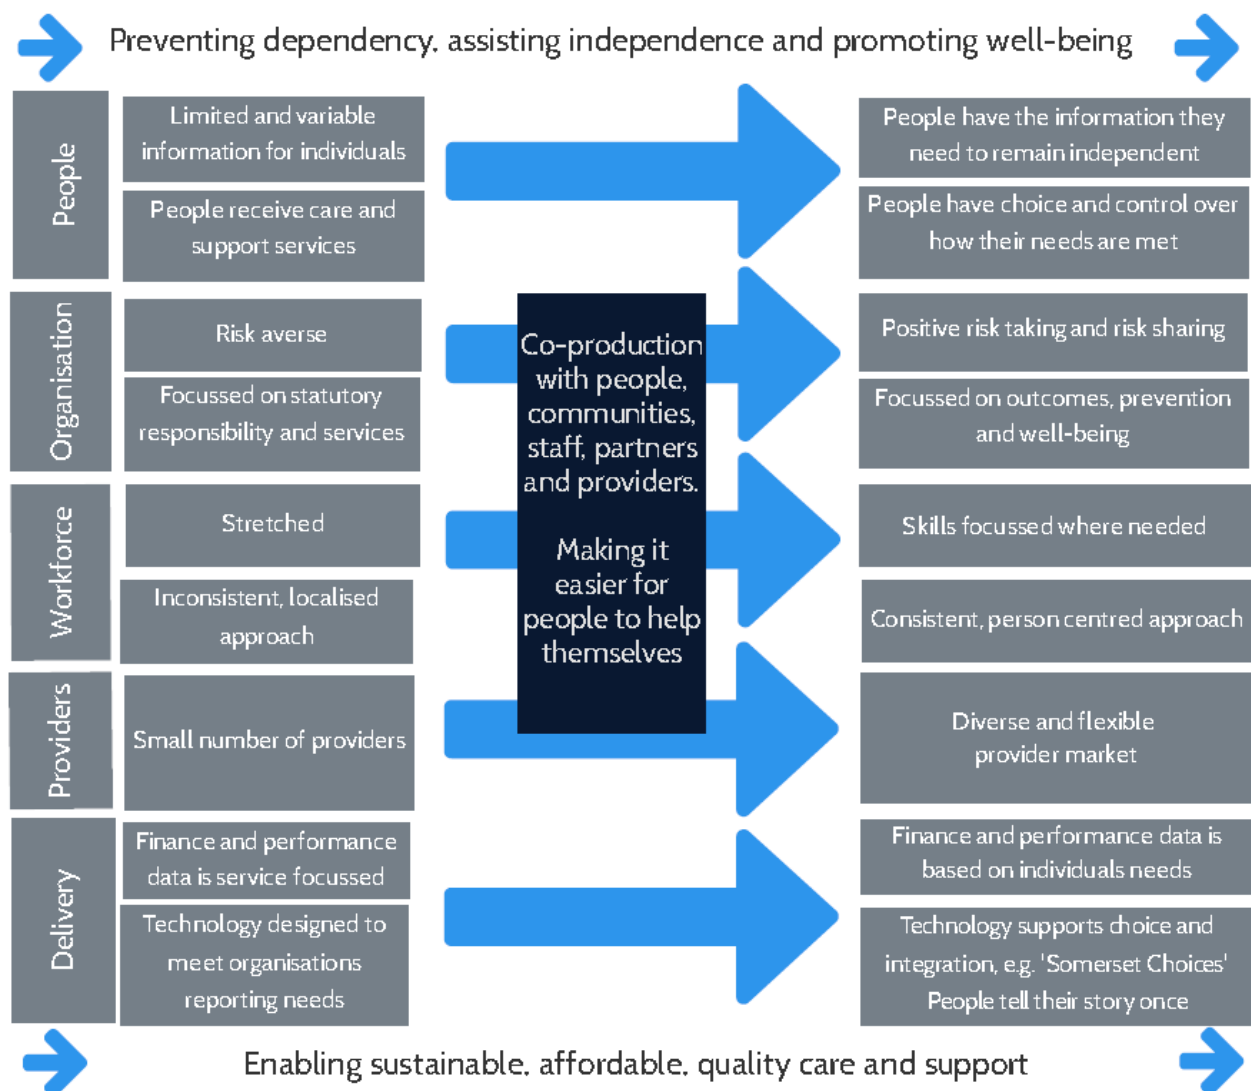 Preventing dependency, assisting independence and promoting well-being
People
Limited and variable
information for individuals
People receive care and
support services
People have the information they
need to remain independent
People have choice and control over
how their needs are met
Organisation
Risk averse
Focussed on statutory
responsibility and services
Positive risk taking and risk sharing
Focussed on outcomes, prevention
and well-being
Workforce
Stretched
Inconsistent, localised
approach
Skills focussed where needed
Consistent, person centred approach
Providers
Small number of providers
Diverse and flexible
provider market
Delivery
Finance and performance
data is service focussed
Technology designed to
meet organisations
reporting needs
Finance and performance data is
based on individuals needs
Technology supports choice and
integration, e.g. 'Somerset Choices'
People tell their story once
Co-production
with people,
communities,
staff, partners
and providers.
Making it
easier for
people to help
themselves
Enabling sustainable, affordable, quality care and support